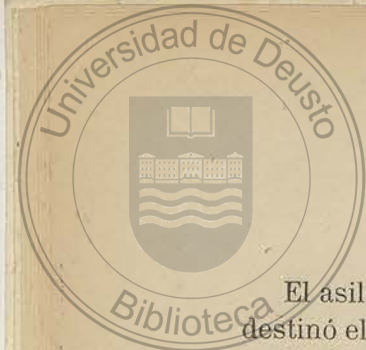 Universidad de Deusto
Biblioteca
El asil
destinó el